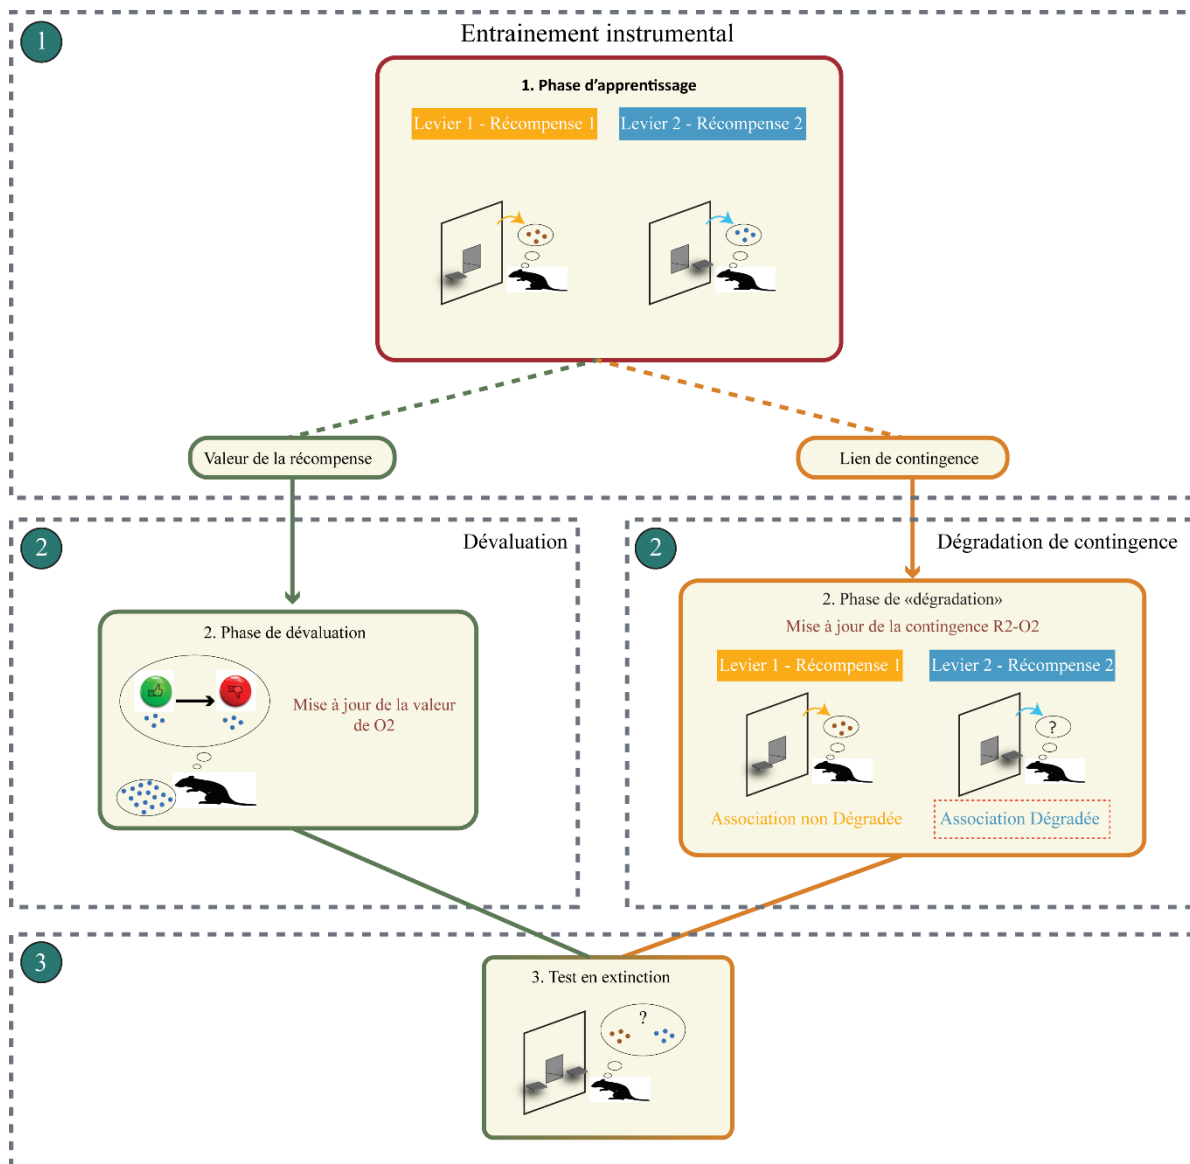 1
Entrainement instrumental
1. Phase d'apprentissage
Levier 1 - Récompense 1
Levier 2 - Récompense 2
Valeur de la récompense
Lien de contingence
2
Dévaluation
2. Phase de dévaluation
Mise à jour de la valeur
de O2
2
Dégradation de contingence
2. Phase de «dégradation»
Mise à jour de la contingence R2-O2
Levier 1 - Récompense 1
Levier 2 - Récompense 2
?
Association non Dégradée
Association Dégradée
3
3. Test en extinction
?